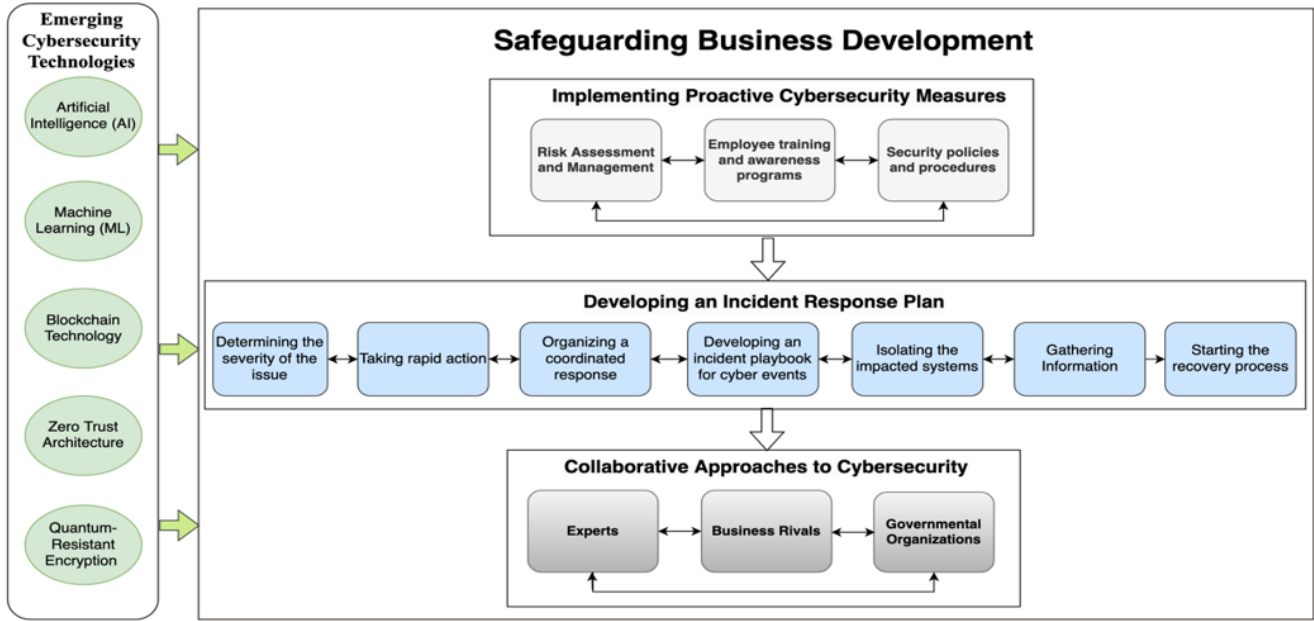 Emerging
Cybersecurity
Technologies
Artificial
Intelligence (AI)
Machine
Learning (ML)
Blockchain
Technology
Zero Trust
Architecture
Quantum-
Resistant
Encryption
Safeguarding Business Development
Implementing Proactive Cybersecurity Measures
Risk Assessment
and Management
Employee training
and awareness
programs
Security policies
and procedures
Developing an Incident Response Plan
Determining the
severity of the
issue
Taking rapid action
Organizing a
coordinated
response
Developing an
incident playbook
for cyber events
Isolating the
impacted systems
Gathering
Information
Starting the
recovery process
Collaborative Approaches to Cybersecurity
Experts
Business Rivals
Governmental
Organizations